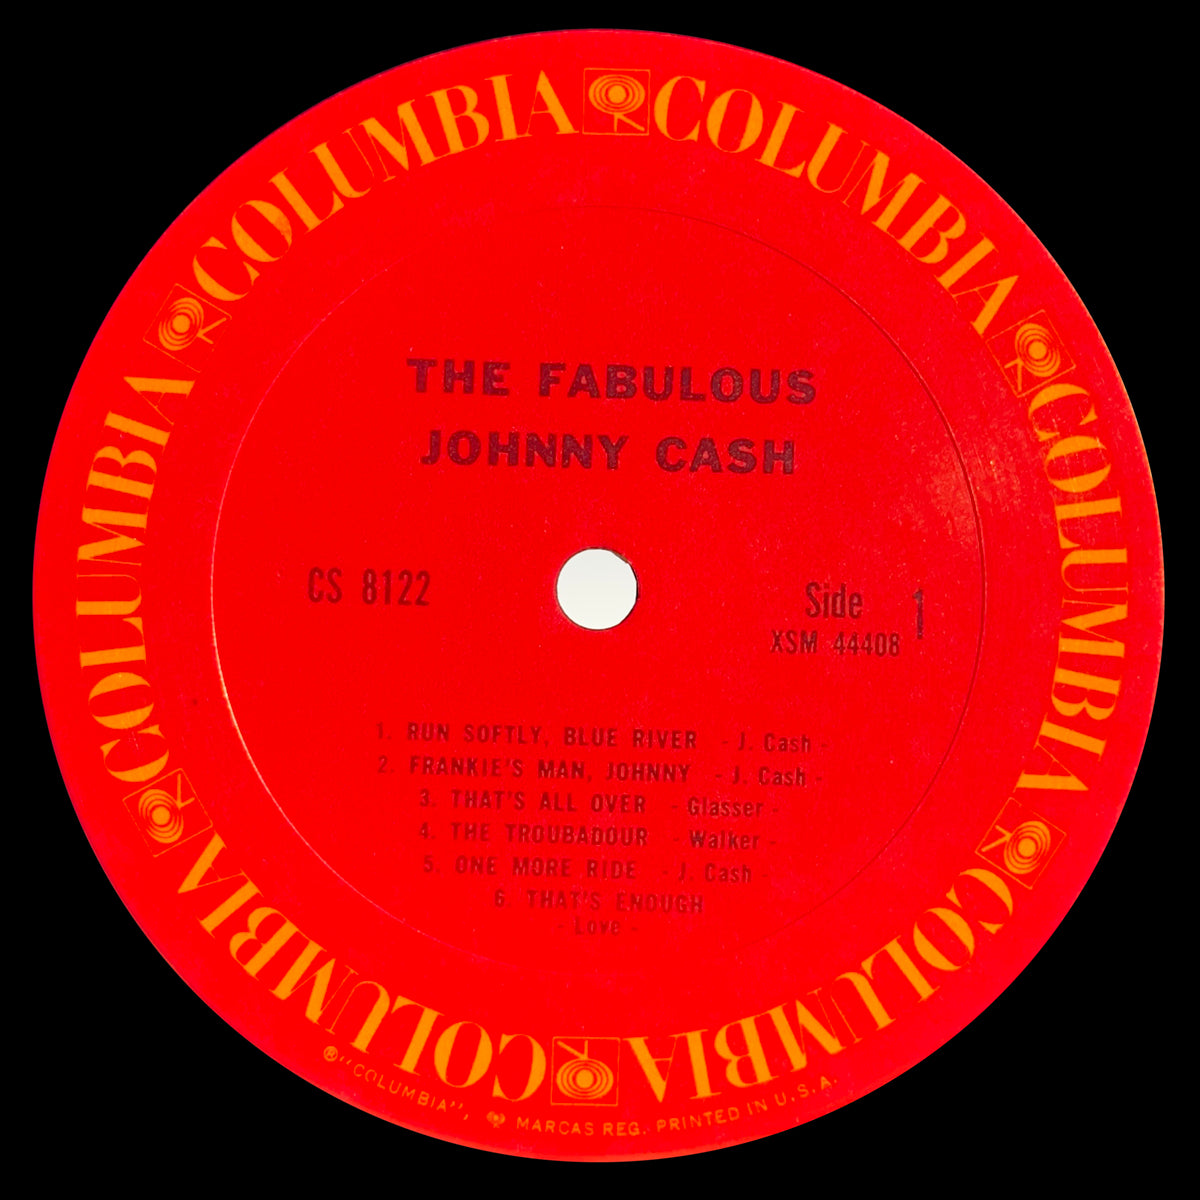 COLUMBIA COLUMBIA COLUMBIA COLUMBIA COLUMBIA COLUMBIA
THE FABULOUS
JOHNNY CASH
CS 8122
Side 1
XSM 44408
1. RUN SOFTLY, BLUE RIVER - J. Cash -
2. FRANKIE'S MAN, JOHNNY - J. Cash -
3. THAT'S ALL OVER - Glasser -
4. THE TROUBADOUR - Walker -
5. ONE MORE RIDE - J. Cash -
6. THAT'S ENOUGH
- Love -
® "COLUMBIA", MARCAS REG. PRINTED IN U.S.A.